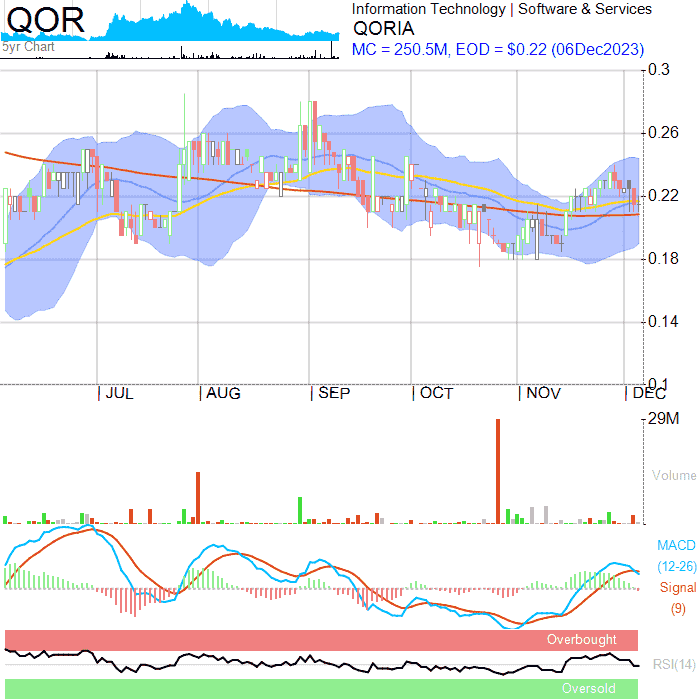 QOR
5yr Chart
Information Technology | Software & Services
QORIA
MC = 250.5M, EOD = $0.22 (06Dec2023)
0.3
0.26
0.22
0.18
0.14
0.1
JUL
AUG
SEP
OCT
NOV
DEC
29M
Volume
MACD
(12-26)
Signal
(9)
Overbought
RSI(14)
Oversold